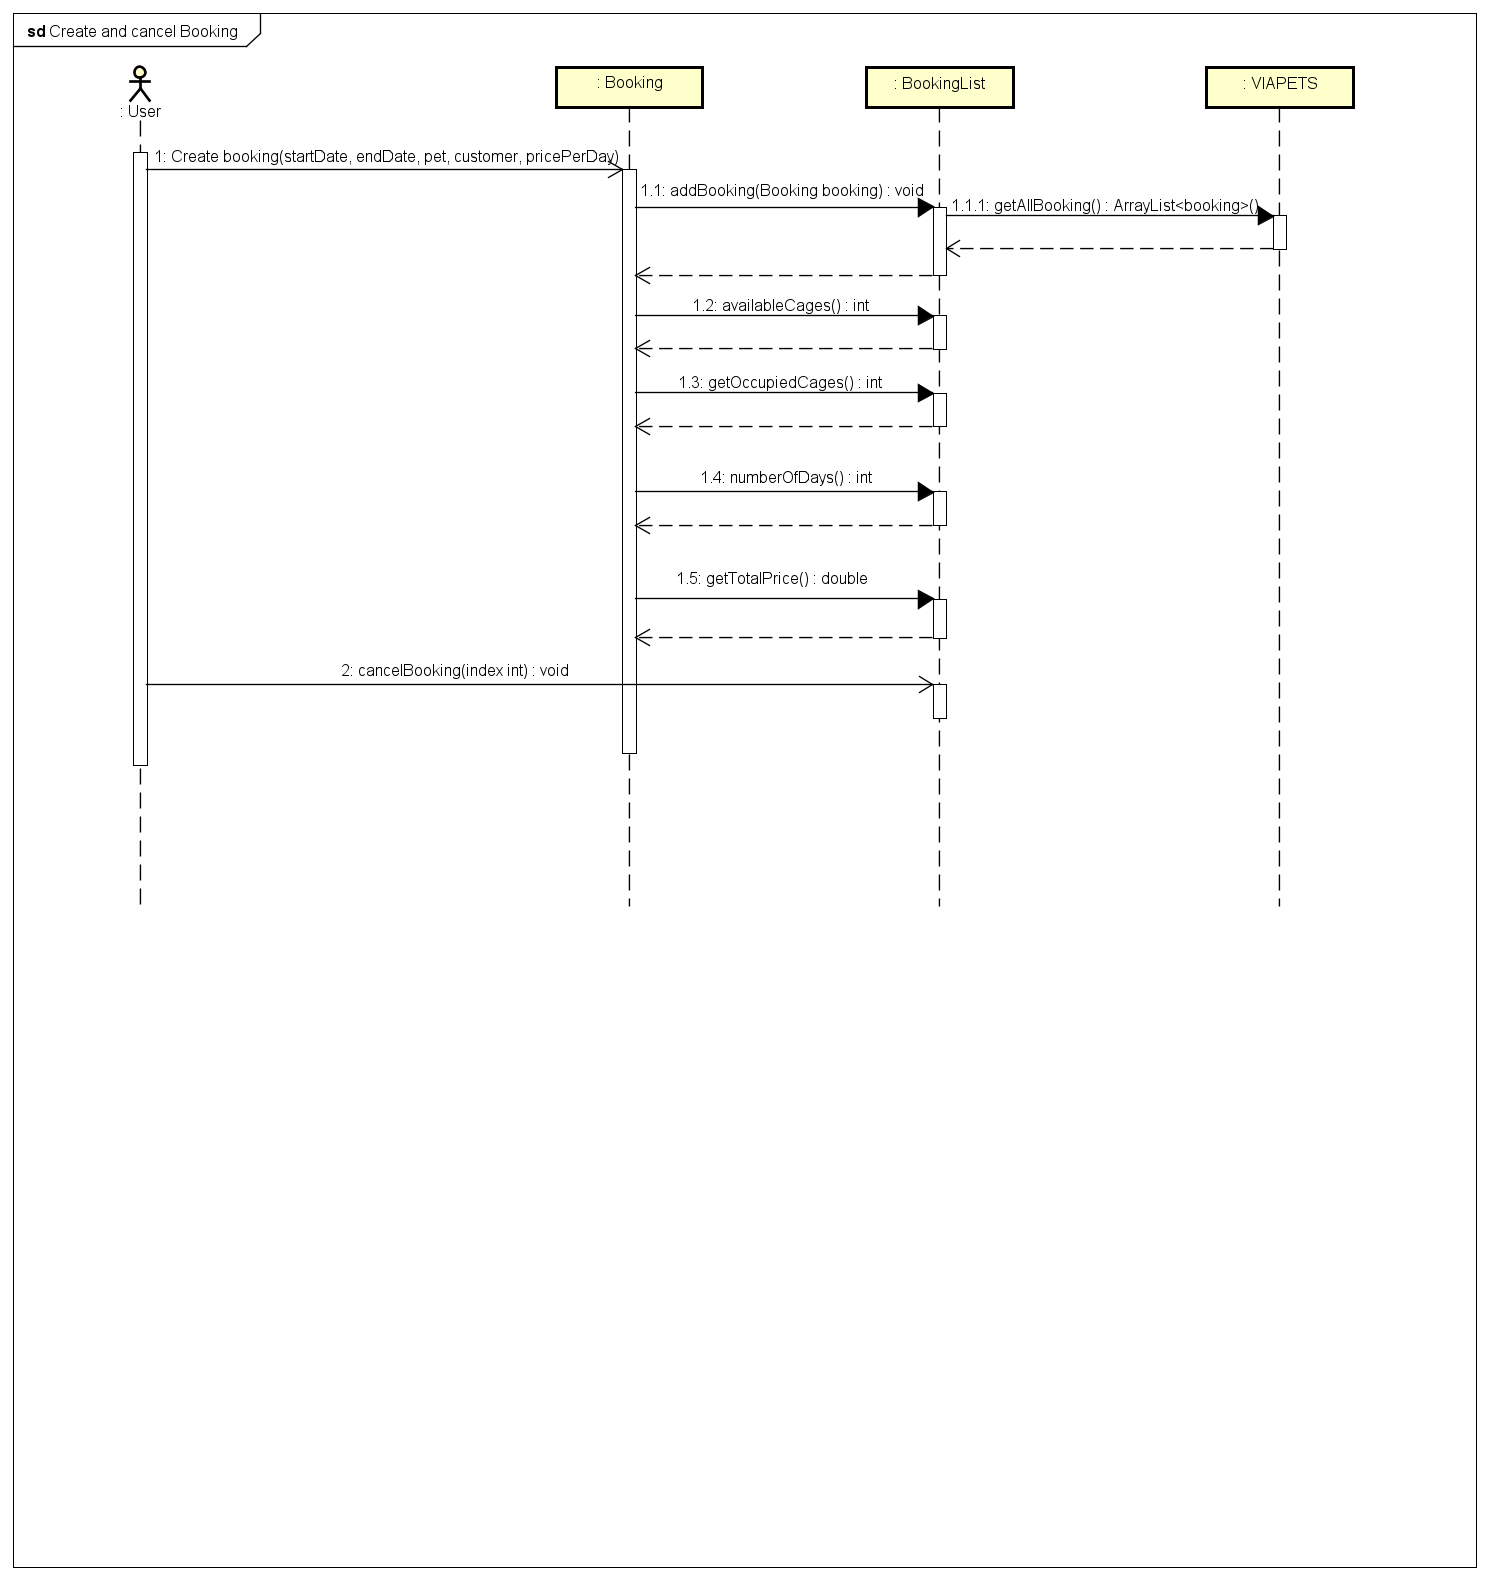 sd Create and cancel Booking
: User
: Booking
: BookingList
: VIAPETS
1: Create booking(startDate, endDate, pet, customer, pricePerDay)
1.1: addBooking(Booking booking) : void
1.1.1: getAllBooking() : ArrayList<booking>()
1.2: availableCages() : int
1.3: getOccupiedCages() : int
1.4: numberOfDays() : int
1.5: getTotalPrice() : double
2: cancelBooking(index int) : void